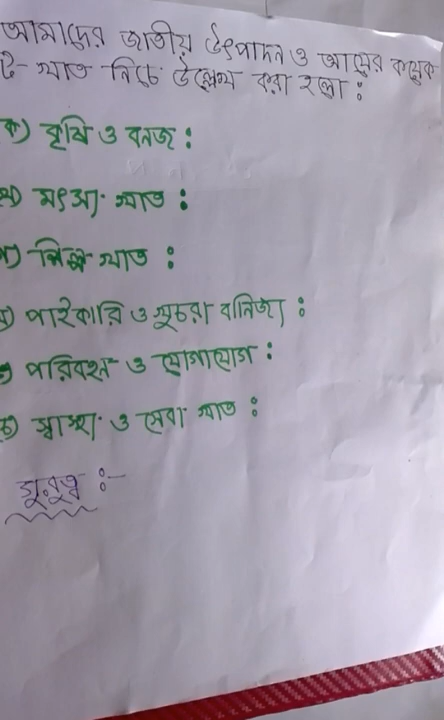 আমাদের জাতীয় উৎপাদন ও আয়ের কয়েক
টি খাত নিচে উল্লেখ করা হলো :
ক) কৃষি ও বনজ :
খ) মৎস্য খাত :
গ) শিল্প খাত :
ঘ) পাইকারি ও খুচরা বানিজ্য :
ঙ) পরিবহন ও যোগাযোগ :
চ) স্বাস্থ্য ও সেবা খাত :
গুরুত্ব :-